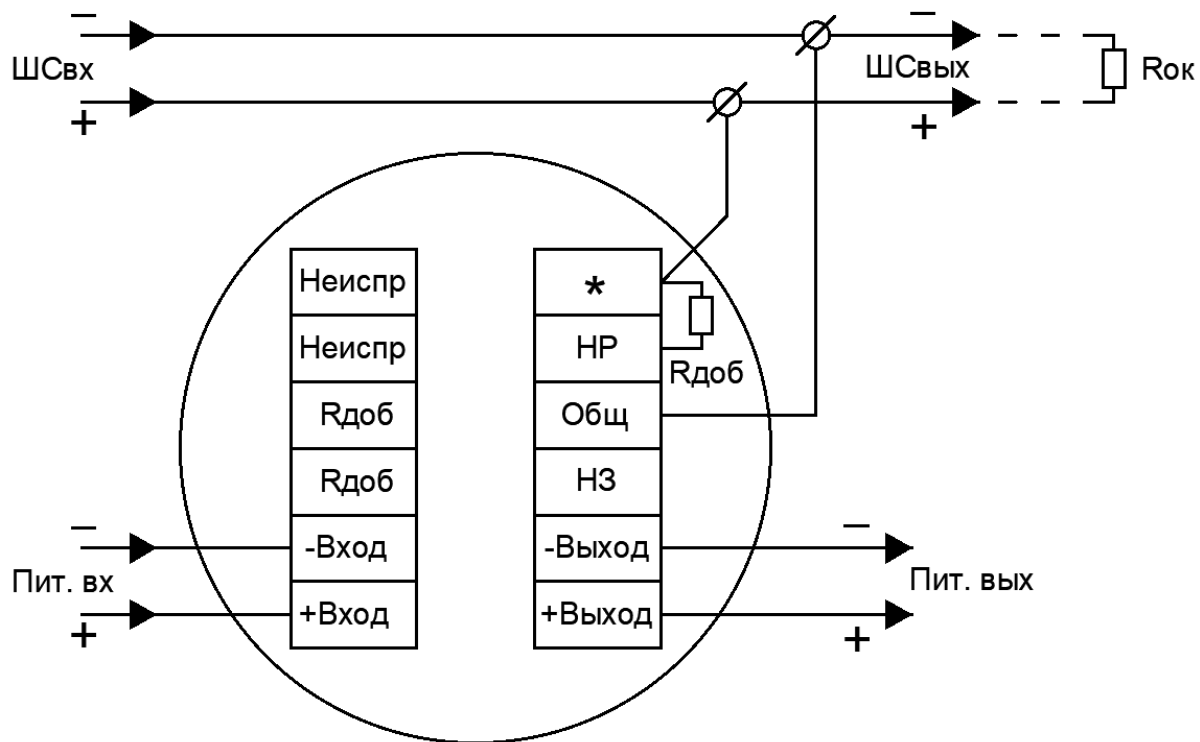 − −
ШСвх ШСвых Rок
+ +
Неиспр *
Неиспр НР
Rдоб
Rдоб Общ
Rдоб НЗ
− −
-Вход -Выход
Пит. вх Пит. вых
+Вход +Выход
+ +